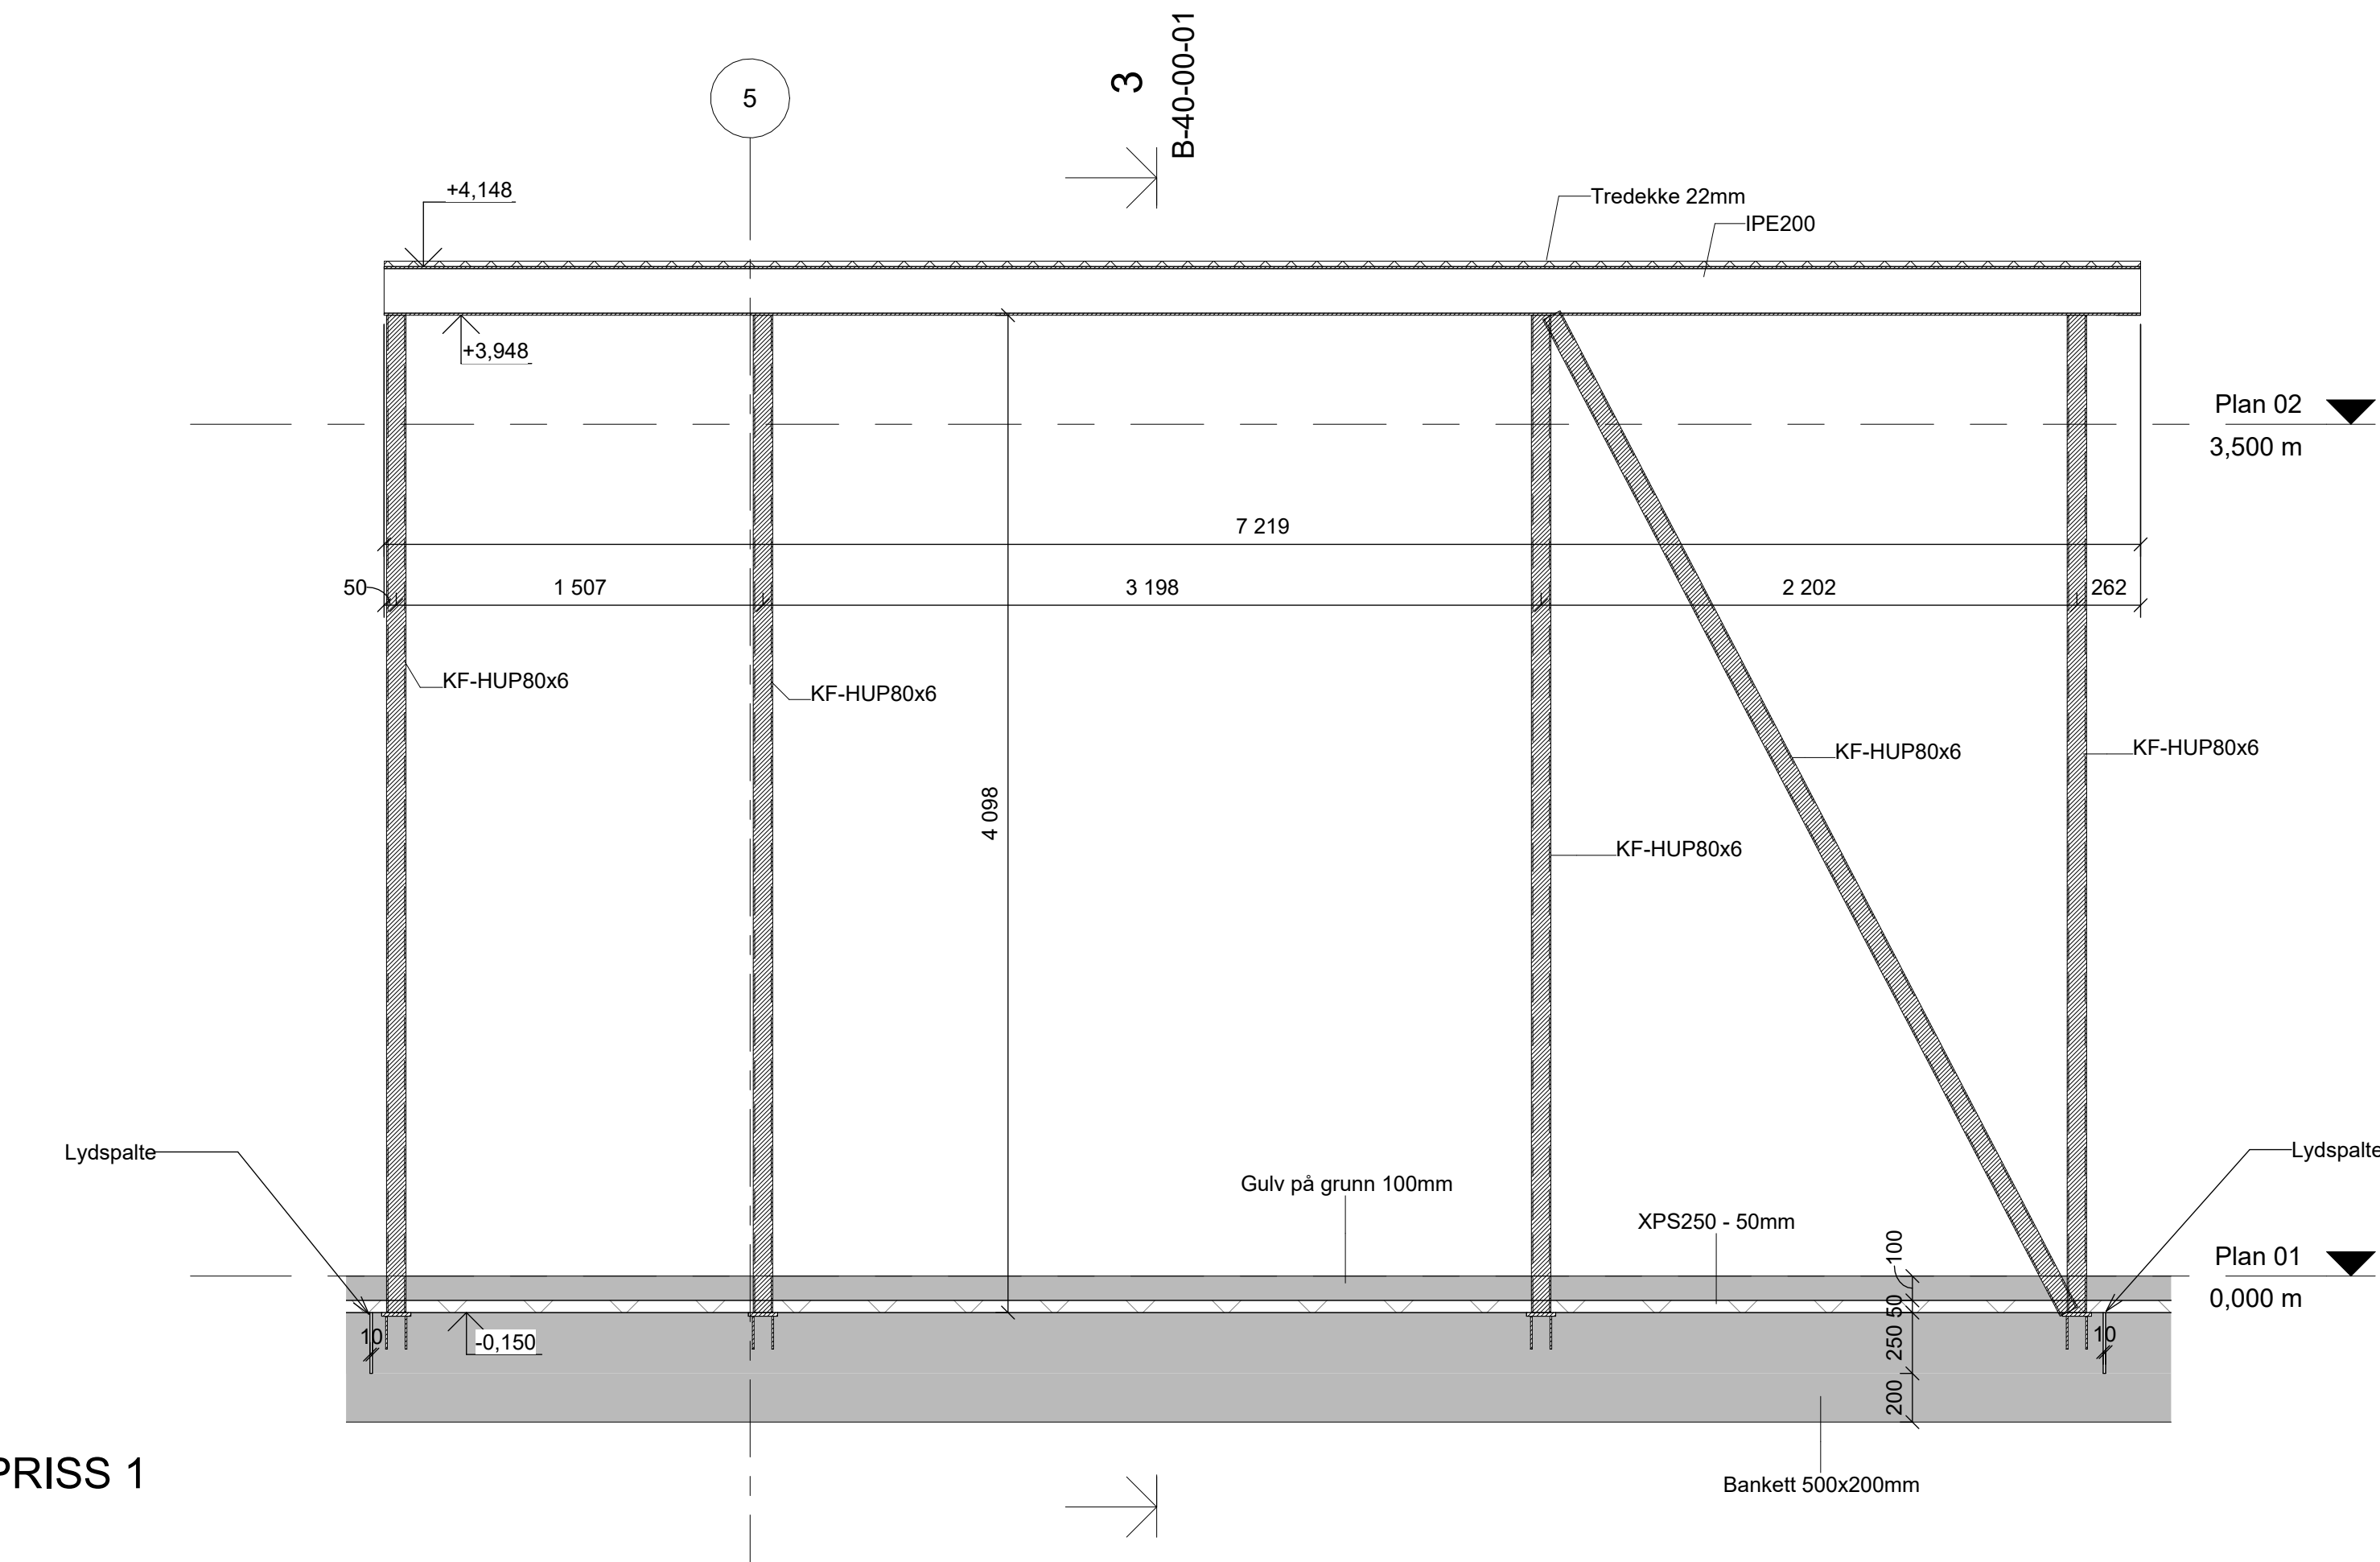 3
B-40-00-01
5
+4,148
Tredekke 22mm
IPE200
+3,948
Plan 02
3,500 m
7 219
50
1 507
3 198
2 202
262
KF-HUP80x6
KF-HUP80x6
KF-HUP80x6
KF-HUP80x6
4 098
KF-HUP80x6
Lydspalte
Lydspalte
Gulv på grunn 100mm
XPS250 - 50mm
100
Plan 01
0,000 m
50
10
-0,150
250
10
200
PRISS 1
Bankett 500x200mm